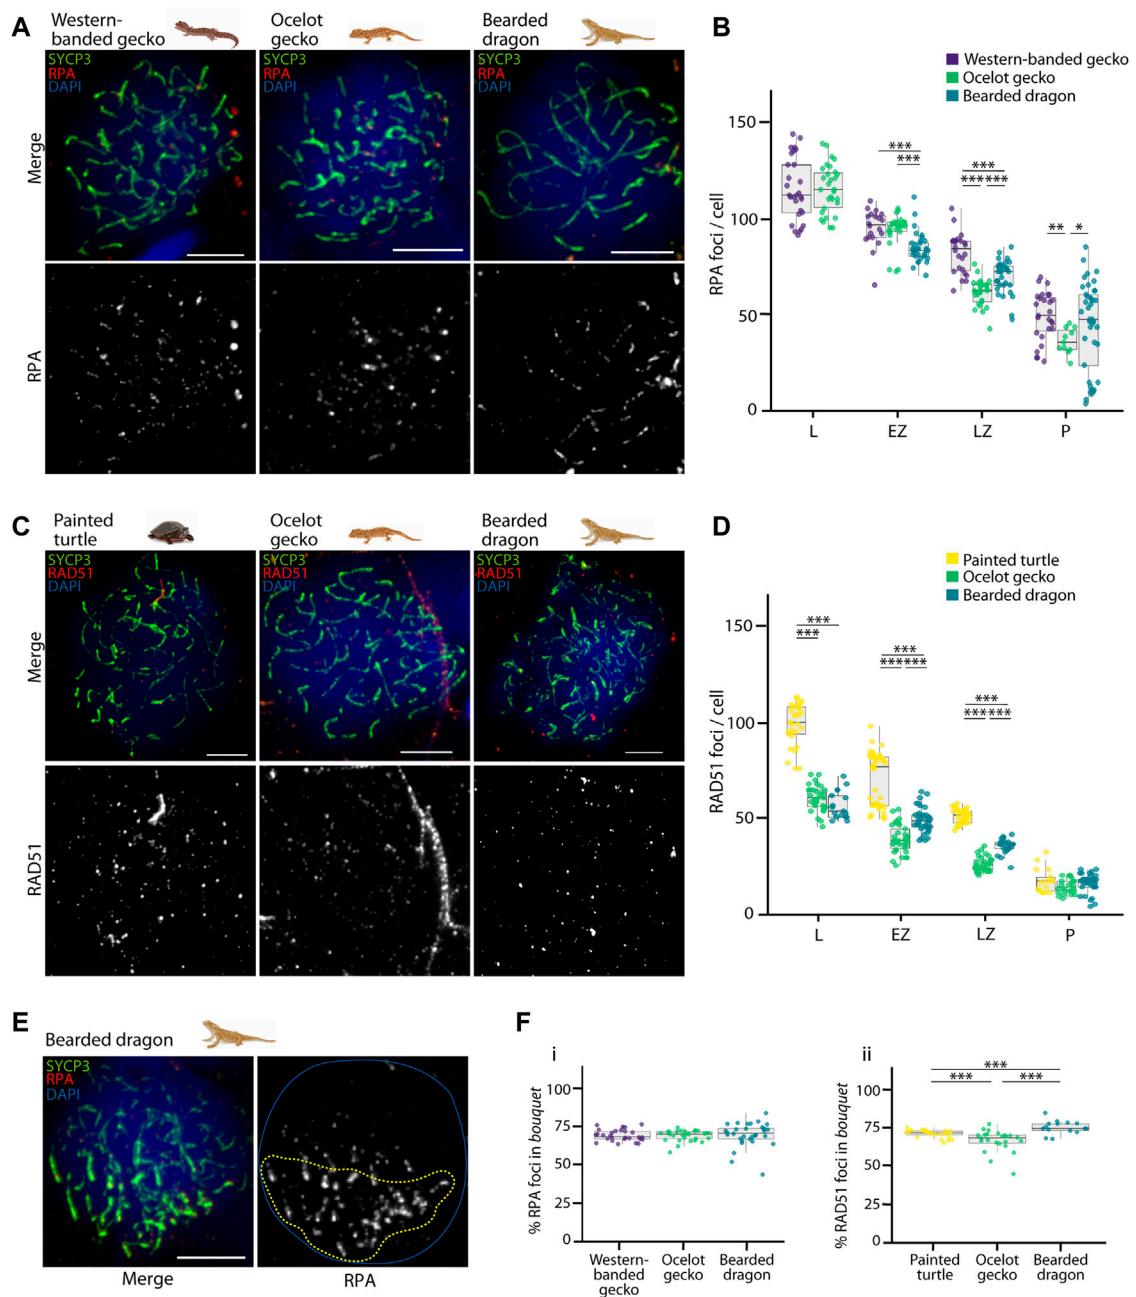 A
Western-
banded gecko
Ocelot
gecko
Bearded
dragon
SYCP3
RPA
DAPI
SYCP3
RPA
DAPI
SYCP3
RPA
DAPI
Merge
RPA
B
Western-banded gecko
Ocelot gecko
Bearded dragon
RPA foci / cell
150
100
50
0
***
***
***
*** ***
** *
L EZ LZ P
C
Painted
turtle
Ocelot
gecko
Bearded
dragon
SYCP3
RAD51
DAPI
SYCP3
RAD51
DAPI
SYCP3
RAD51
DAPI
Merge
RAD51
D
Painted turtle
Ocelot gecko
Bearded dragon
RAD51 foci / cell
150
100
50
0
***
***
***
*** ***
***
*** ***
L EZ LZ P
E
Bearded dragon
SYCP3
RPA
DAPI
Merge
RPA
F
i
% RPA foci in bouquet
100
75
50
25
0
Western-
banded
gecko
Ocelot
gecko
Bearded
dragon
ii
% RAD51 foci in bouquet
100
75
50
25
0
***
*** ***
Painted
turtle
Ocelot
gecko
Bearded
dragon